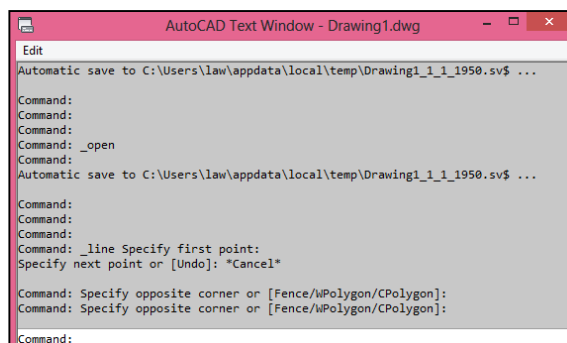 AutoCAD Text Window - Drawing1.dwg
Edit
Automatic save to C:\Users\law\appdata\local\temp\Drawing1_1_1_1950.sv$ ...
Command:
Command:
Command:
Command: _open
Command:
Automatic save to C:\Users\law\appdata\local\temp\Drawing1_1_1_1950.sv$ ...
Command:
Command:
Command:
Command: _line Specify first point:
Specify next point or [Undo]: *Cancel*
Command: Specify opposite corner or [Fence/WPolygon/CPolygon]:
Command: Specify opposite corner or [Fence/WPolygon/CPolygon]:
Command: